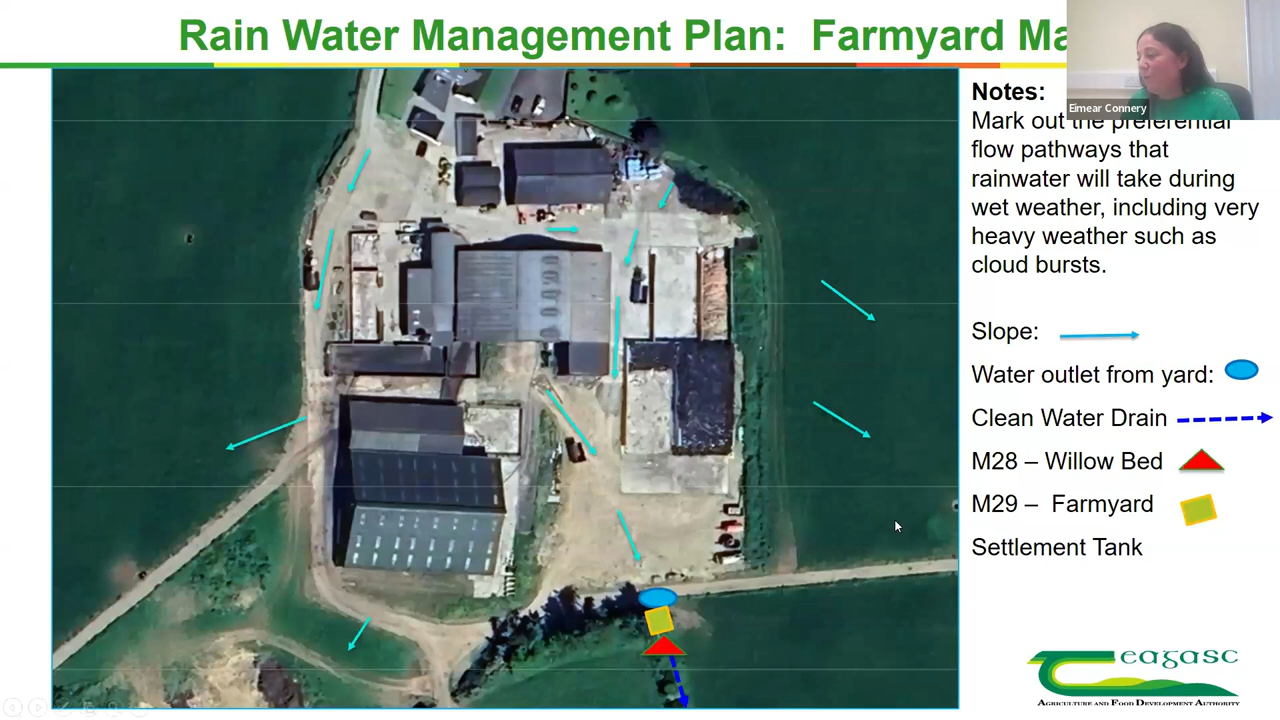 Rain Water Management Plan: Farmyard Ma
Eimear Connery
Notes:
Mark out the preferential
flow pathways that
rainwater will take during
wet weather, including very
heavy weather such as
cloud bursts.
Slope:
Water outlet from yard:
Clean Water Drain
M28 – Willow Bed
M29 – Farmyard
Settlement Tank
eagasc
AGRICULTURE AND FOOD DEVELOPMENT AUTHORITY